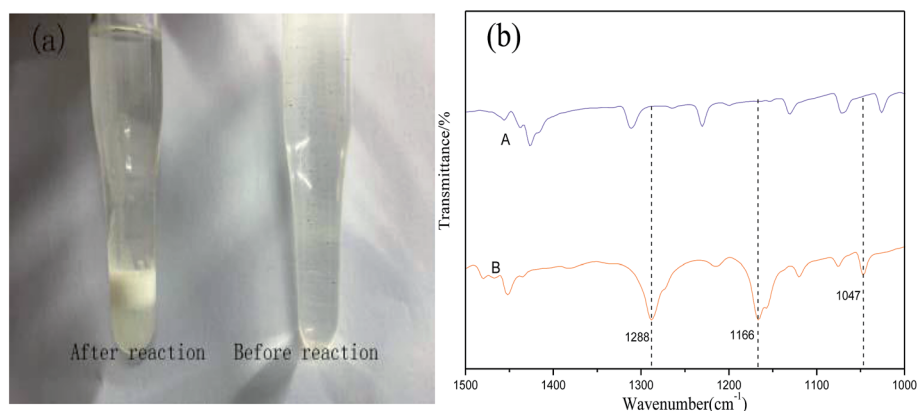 (a)
After reaction
Before reaction
(b)
Transmittance/%
A
B
1288
1166
1047
1500
1400
1300
1200
1100
1000
Wavenumber(cm⁻¹)